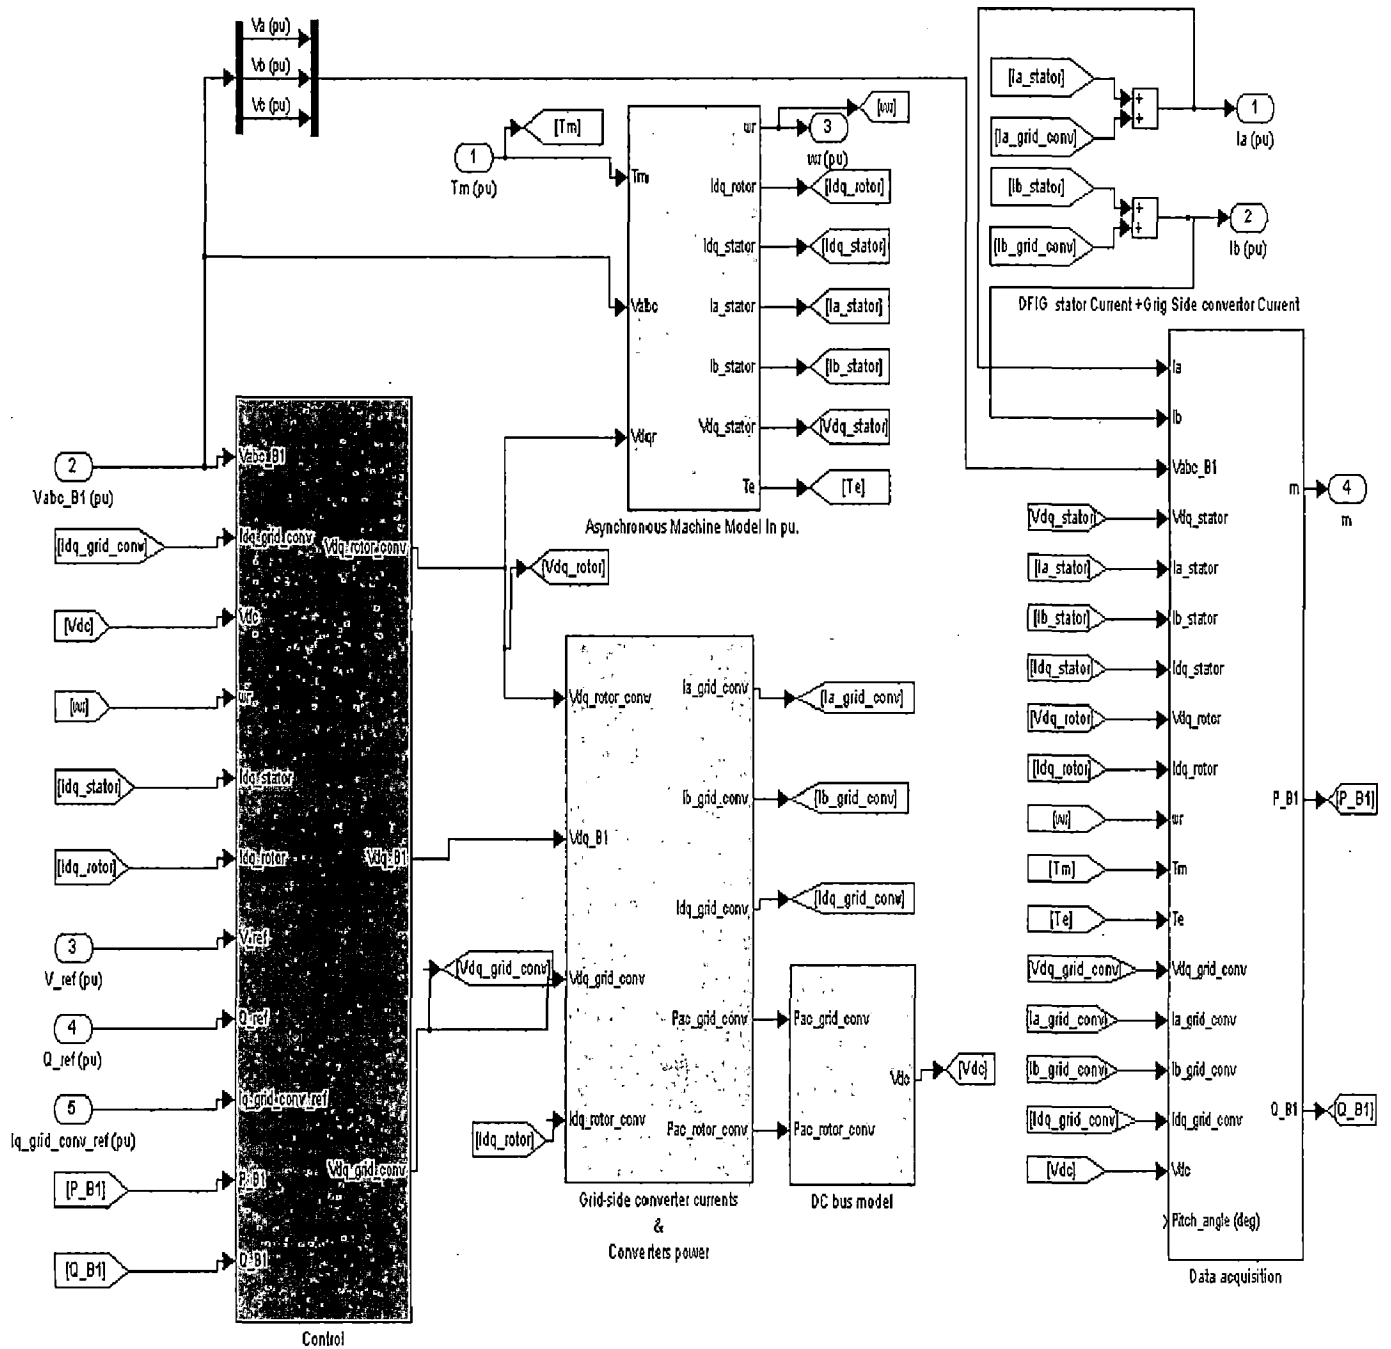 Va (pu)
Vb (pu)
Vc (pu)
1
Tm (pu)
[Tm]
Tm
Vabc
Vdqr
wr
Idq_rotor
Idq_stator
Ia_stator
Ib_stator
Vdq_stator
Te
Asynchronous Machine Model In pu.
[wr]
3
wr (pu)
[Idq_rotor]
[Idq_stator]
[Ia_stator]
[Ib_stator]
[Vdq_stator]
[Te]
[Ia_stator]
[Ia_grid_conv]
+
+
1
Ia (pu)
[Ib_stator]
[Ib_grid_conv]
+
+
2
Ib (pu)
DFIG stator Current +Grig Side convertor Current
2
Vabc_B1 (pu)
[Idq_grid_conv]
[Vdc]
[wr]
[Idq_stator]
[Idq_rotor]
3
V_ref (pu)
4
Q_ref (pu)
5
Iq_grid_conv_ref (pu)
[P_B1]
[Q_B1]
Vabc_B1
Idq_grid_conv
Vdc
wr
Idq_stator
Idq_rotor
V_ref
Q_ref
Iq_grid_conv_ref
P_B1
Q_B1
Vdq_rotor_conv
Vdq_B1
Vdq_grid_conv
Control
[Vdq_rotor]
[Vdq_grid_conv]
[Idq_rotor]
Vdq_rotor_conv
Vdq_B1
Vdq_grid_conv
Idq_rotor_conv
Ia_grid_conv
Ib_grid_conv
Idq_grid_conv
Pac_grid_conv
Pac_rotor_conv
Grid-side converter currents
&
Converters power
[Ia_grid_conv]
[Ib_grid_conv]
[Idq_grid_conv]
Pac_grid_conv
Pac_rotor_conv
Vdc
DC bus model
[Vdc]
[Vdq_stator]
[Ia_stator]
[Ib_stator]
[Idq_stator]
[Vdq_rotor]
[Idq_rotor]
[wr]
[Tm]
[Te]
[Vdq_grid_conv]
[Ia_grid_conv]
[Ib_grid_conv]
[Idq_grid_conv]
[Vdc]
Ia
Ib
Vabc_B1
Vdq_stator
Ia_stator
Ib_stator
Idq_stator
Vdq_rotor
Idq_rotor
wr
Tm
Te
Vdq_grid_conv
Ia_grid_conv
Ib_grid_conv
Idq_grid_conv
Vdc
Pitch_angle (deg)
m
P_B1
Q_B1
Data acquisition
4
m
[P_B1]
[Q_B1]